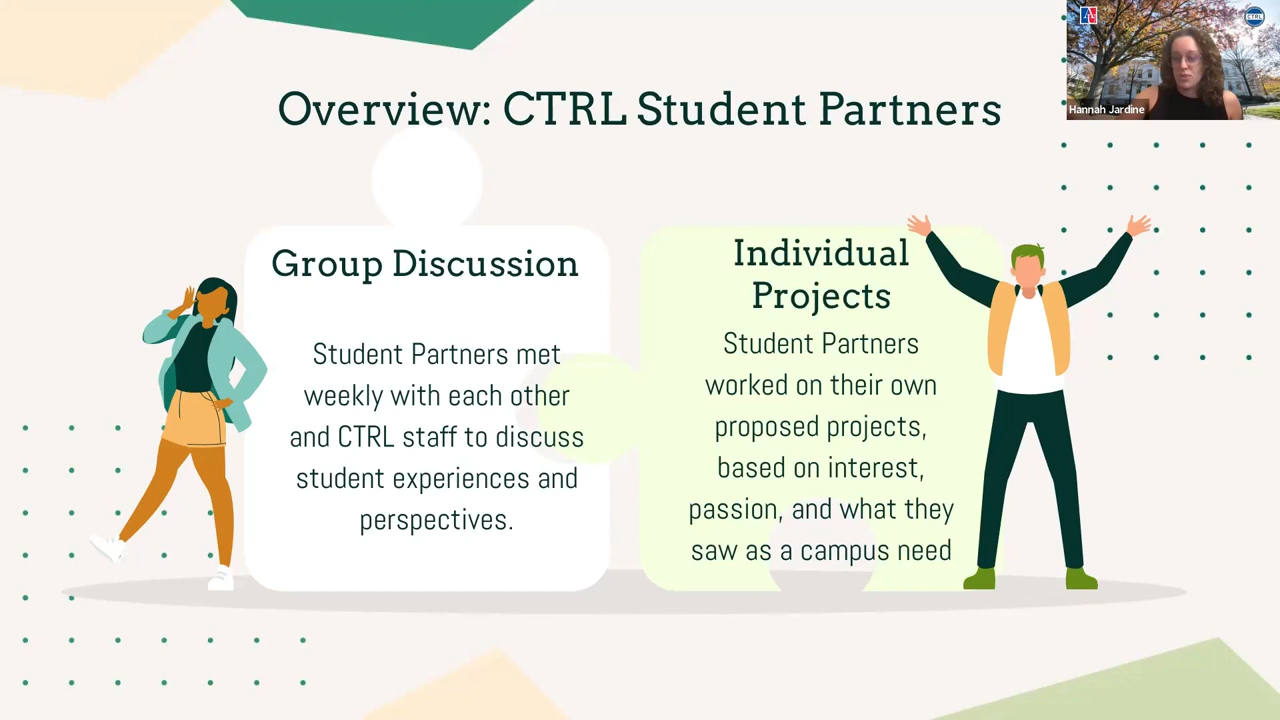 Overview: CTRL Student Partners
CTRL
Hannah Jardine
Group Discussion
Student Partners met
weekly with each other
and CTRL staff to discuss
student experiences and
perspectives.
Individual
Projects
Student Partners
worked on their own
proposed projects,
based on interest,
passion, and what they
saw as a campus need